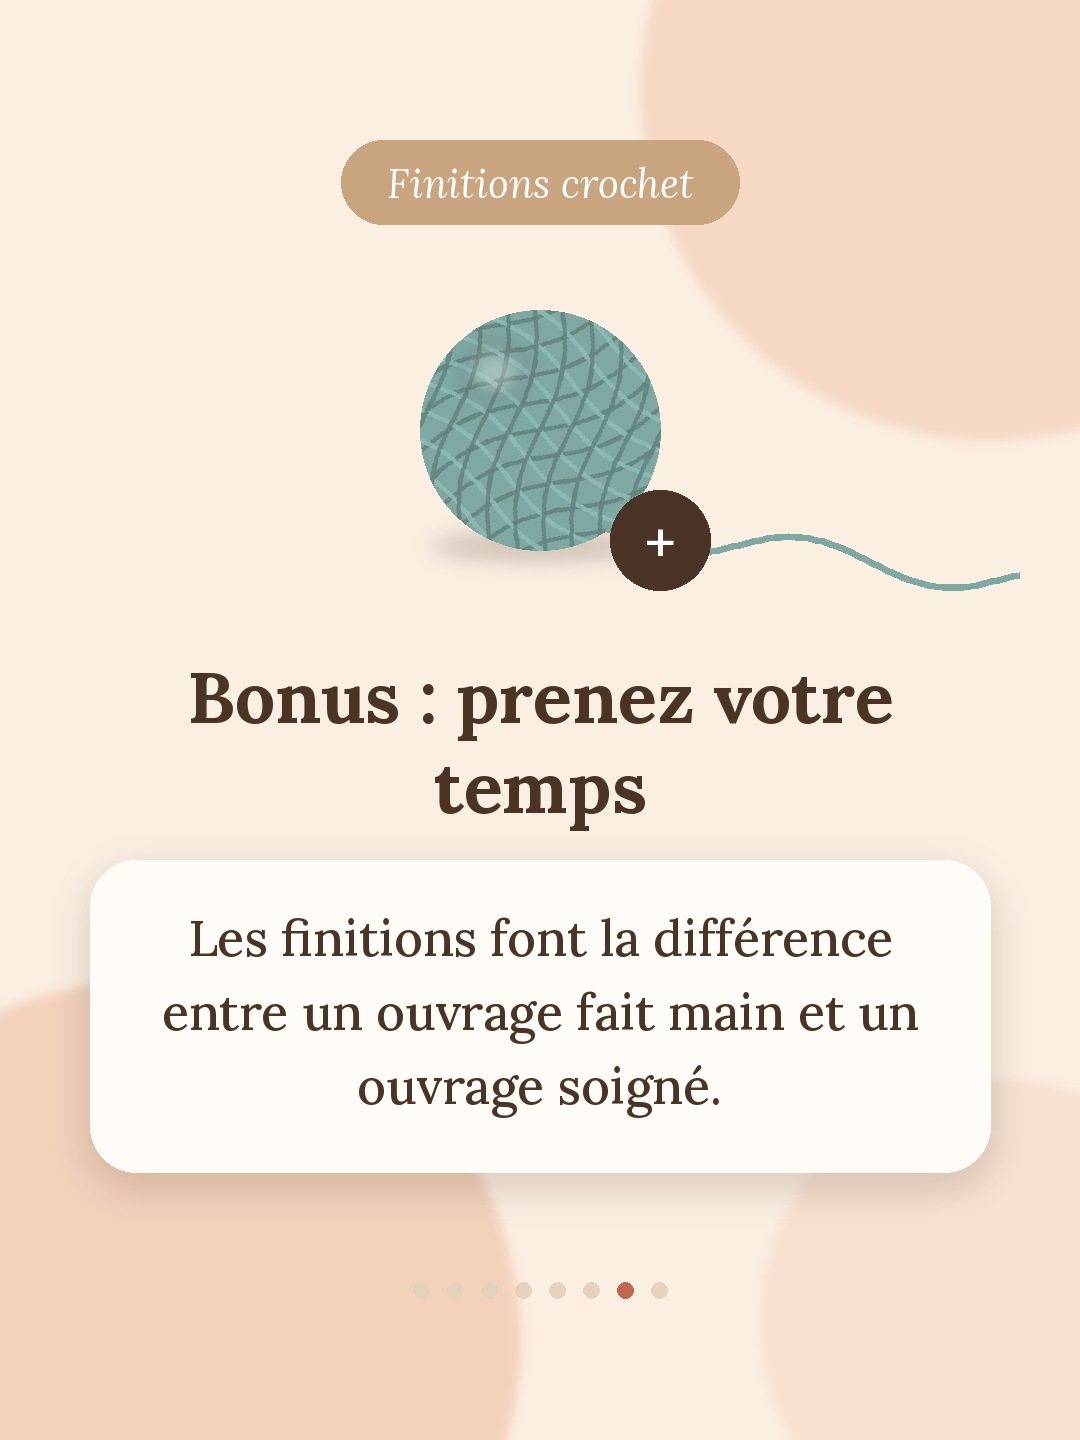 Finitions crochet
+
Bonus : prenez votre
temps
Les finitions font la différence
entre un ouvrage fait main et un
ouvrage soigné.